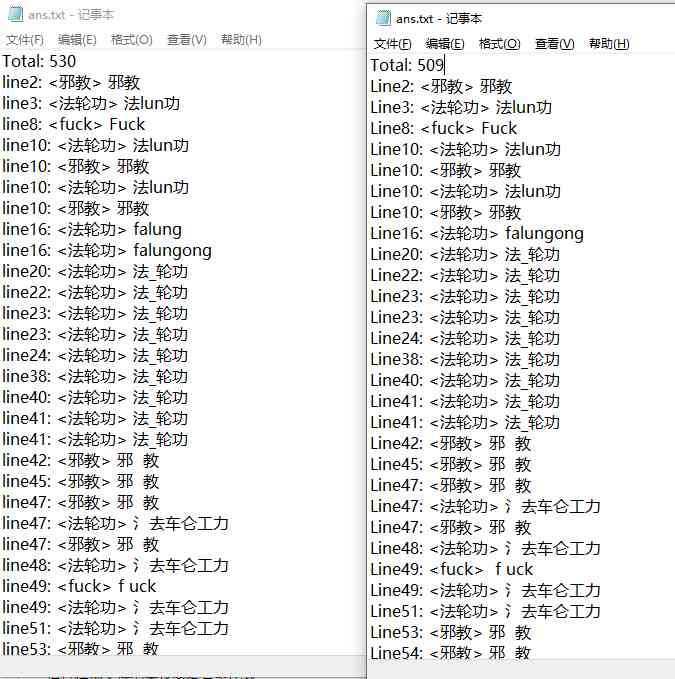 ans.txt - 记事本
文件(F) 编辑(E) 格式(O) 查看(V) 帮助(H)
Total: 530
line2: <邪教> 邪教
line3: <法轮功> 法lun功
line8: <fuck> Fuck
line10: <法轮功> 法lun功
line10: <邪教> 邪教
line10: <法轮功> 法lun功
line10: <邪教> 邪教
line16: <法轮功> falung
line16: <法轮功> falungong
line20: <法轮功> 法_轮功
line22: <法轮功> 法_轮功
line23: <法轮功> 法_轮功
line23: <法轮功> 法_轮功
line24: <法轮功> 法_轮功
line38: <法轮功> 法_轮功
line40: <法轮功> 法_轮功
line41: <法轮功> 法_轮功
line41: <法轮功> 法_轮功
line42: <邪教> 邪  教
line45: <邪教> 邪  教
line47: <邪教> 邪  教
line47: <法轮功> 氵去车仑工力
line47: <邪教> 邪  教
line48: <法轮功> 氵去车仑工力
line49: <fuck> f uck
line49: <法轮功> 氵去车仑工力
line51: <法轮功> 氵去车仑工力
line53: <邪教> 邪  教
ans.txt - 记事本
文件(F) 编辑(E) 格式(O) 查看(V) 帮助(H)
Total: 509
Line2: <邪教> 邪教
Line3: <法轮功> 法lun功
Line8: <fuck> Fuck
Line10: <法轮功> 法lun功
Line10: <邪教> 邪教
Line10: <法轮功> 法lun功
Line10: <邪教> 邪教
Line16: <法轮功> falungong
Line20: <法轮功> 法_轮功
Line22: <法轮功> 法_轮功
Line23: <法轮功> 法_轮功
Line23: <法轮功> 法_轮功
Line24: <法轮功> 法_轮功
Line38: <法轮功> 法_轮功
Line40: <法轮功> 法_轮功
Line41: <法轮功> 法_轮功
Line41: <法轮功> 法_轮功
Line42: <邪教> 邪  教
Line45: <邪教> 邪  教
Line47: <邪教> 邪  教
Line47: <法轮功> 氵去车仑工力
Line47: <邪教> 邪  教
Line48: <法轮功> 氵去车仑工力
Line49: <fuck>  f uck
Line49: <法轮功> 氵去车仑工力
Line51: <法轮功> 氵去车仑工力
Line53: <邪教> 邪  教
Line54: <邪教> 邪  教